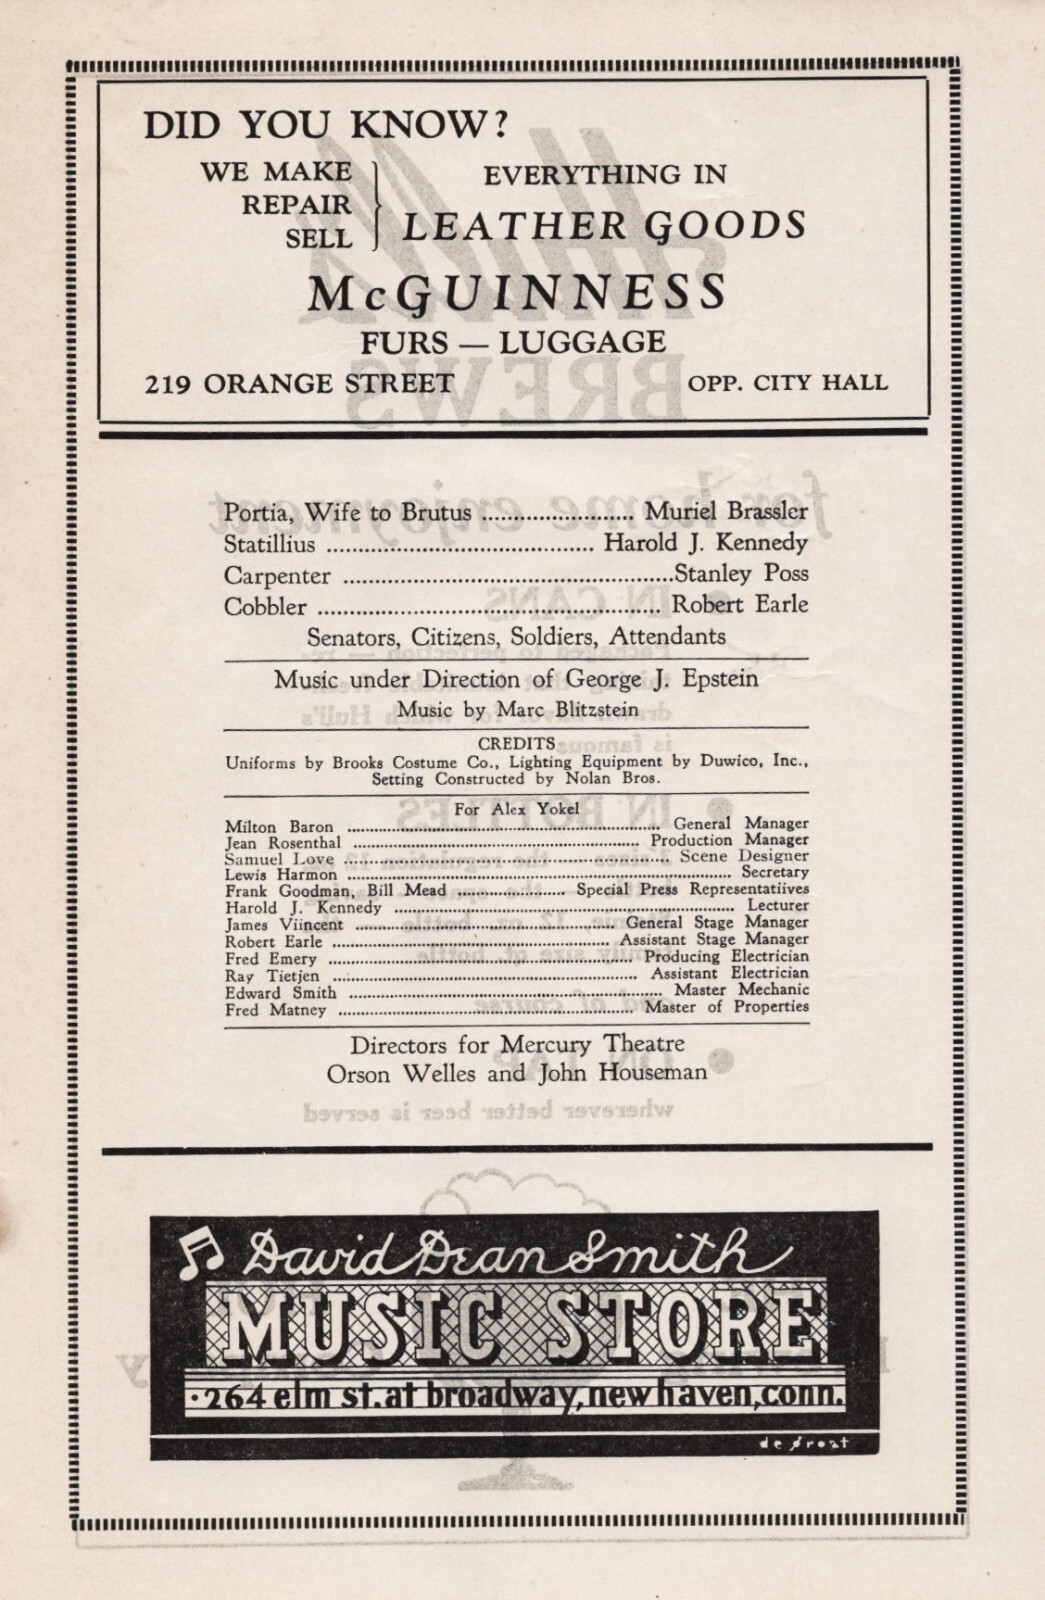 DID YOU KNOW?
WE MAKE
REPAIR
SELL
EVERYTHING IN
LEATHER GOODS
McGUINNESS
FURS — LUGGAGE
219 ORANGE STREET OPP. CITY HALL
Portia, Wife to Brutus ........................ Muriel Brassler
Statillius ......................................... Harold J. Kennedy
Carpenter ...................................................Stanley Poss
Cobbler ..................................................... Robert Earle
Senators, Citizens, Soldiers, Attendants
Music under Direction of George J. Epstein
Music by Marc Blitzstein
CREDITS
Uniforms by Brooks Costume Co., Lighting Equipment by Duwico, Inc.,
Setting Constructed by Nolan Bros.
For Alex Yokel
Milton Baron ........................................ General Manager
Jean Rosenthal ........................................ Production Manager
Samuel Love ........................................ Scene Designer
Lewis Harmon ........................................ Secretary
Frank Goodman, Bill Mead .................... Special Press Representatiives
Harold J. Kennedy ........................................ Lecturer
James Viincent ........................................ General Stage Manager
Robert Earle ........................................ Assistant Stage Manager
Fred Emery ........................................ Producing Electrician
Ray Tietjen ........................................ Assistant Electrician
Edward Smith ........................................ Master Mechanic
Fred Matney ........................................ Master of Properties
Directors for Mercury Theatre
Orson Welles and John Houseman
David Dean Smith
MUSIC STORE
·264 elm st. at broadway, new haven, conn.